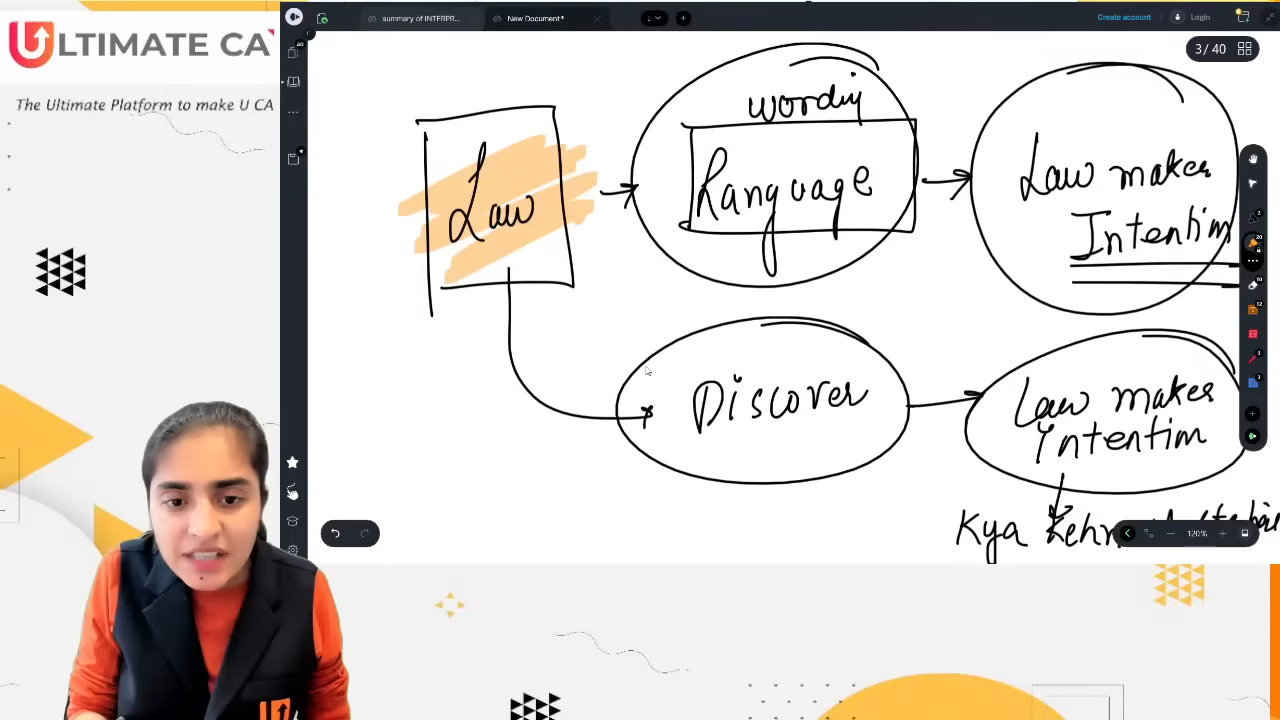 ULTIMATE CA
The Ultimate Platform to make U CA
summary of INTERPR...
New Document*
2
Create account
Login
3 / 40
Law
wording
Language
Law maker
Intention
Discover
Law maker
intention
Kya
120%